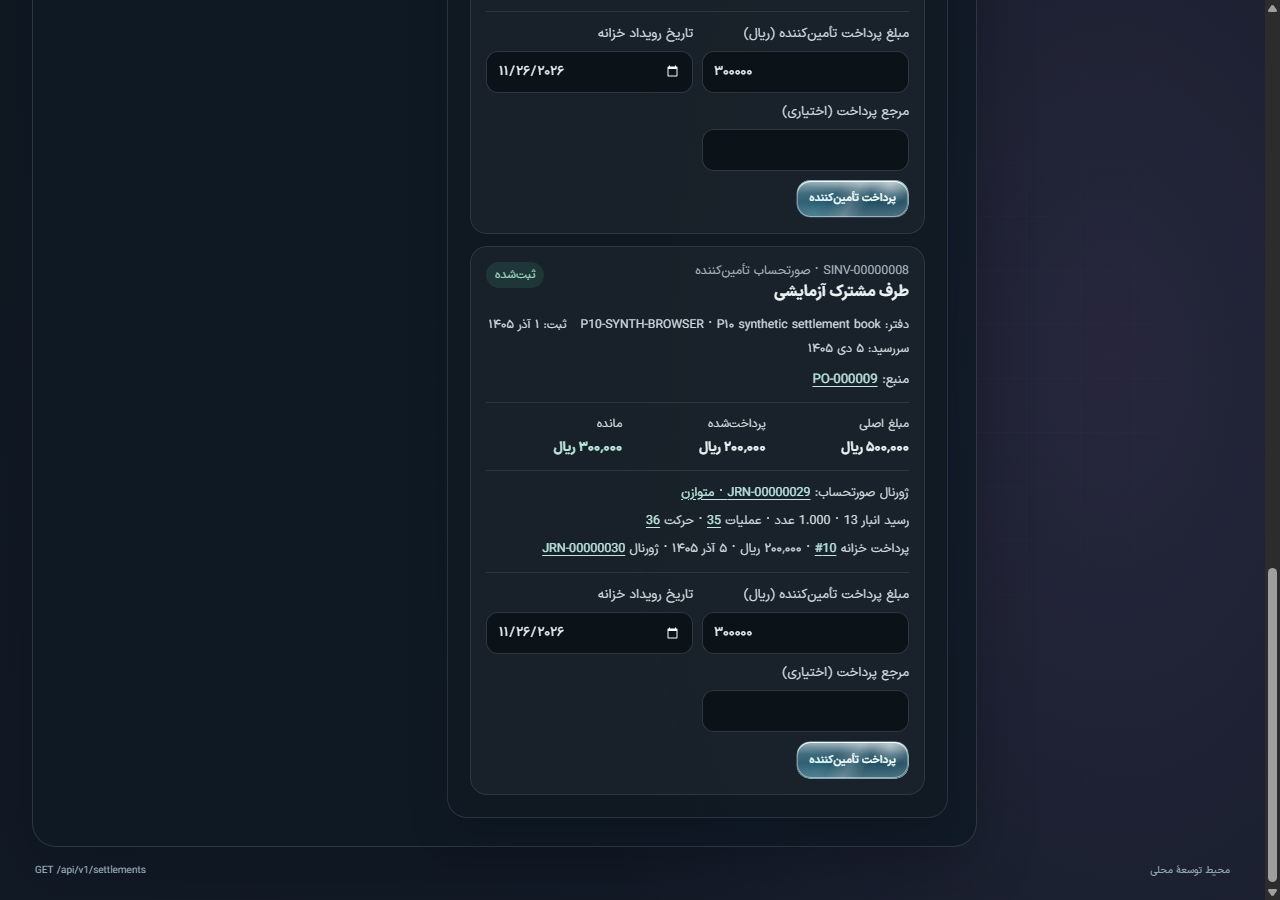 مبلغ پرداخت تأمین‌کننده (ریال)
تاریخ رویداد خزانه
۳۰۰۰۰۰
۱۱/۲۶/۲۰۲۶
مرجع پرداخت (اختیاری)
پرداخت تأمین‌کننده
SINV-00000008 · صورتحساب تأمین‌کننده
ثبت‌شده
طرف مشترک آزمایشی
دفتر: P10-SYNTH-BROWSER · P۱۰ synthetic settlement book ثبت: ۱ آذر ۱۴۰۵
سررسید: ۵ دی ۱۴۰۵
منبع: PO-000009
مبلغ اصلی
پرداخت‌شده
مانده
۵۰۰٬۰۰۰ ریال
۲۰۰٬۰۰۰ ریال
۳۰۰٬۰۰۰ ریال
ژورنال صورتحساب: JRN-00000029 · متوازن
رسید انبار 13 · 1.000 عدد · عملیات 35 · حرکت 36
پرداخت خزانه #10 · ۲۰۰٬۰۰۰ ریال · ۵ آذر ۱۴۰۵ · ژورنال JRN-00000030
مبلغ پرداخت تأمین‌کننده (ریال)
تاریخ رویداد خزانه
۳۰۰۰۰۰
۱۱/۲۶/۲۰۲۶
مرجع پرداخت (اختیاری)
پرداخت تأمین‌کننده
محیط توسعهٔ محلی
GET /api/v1/settlements